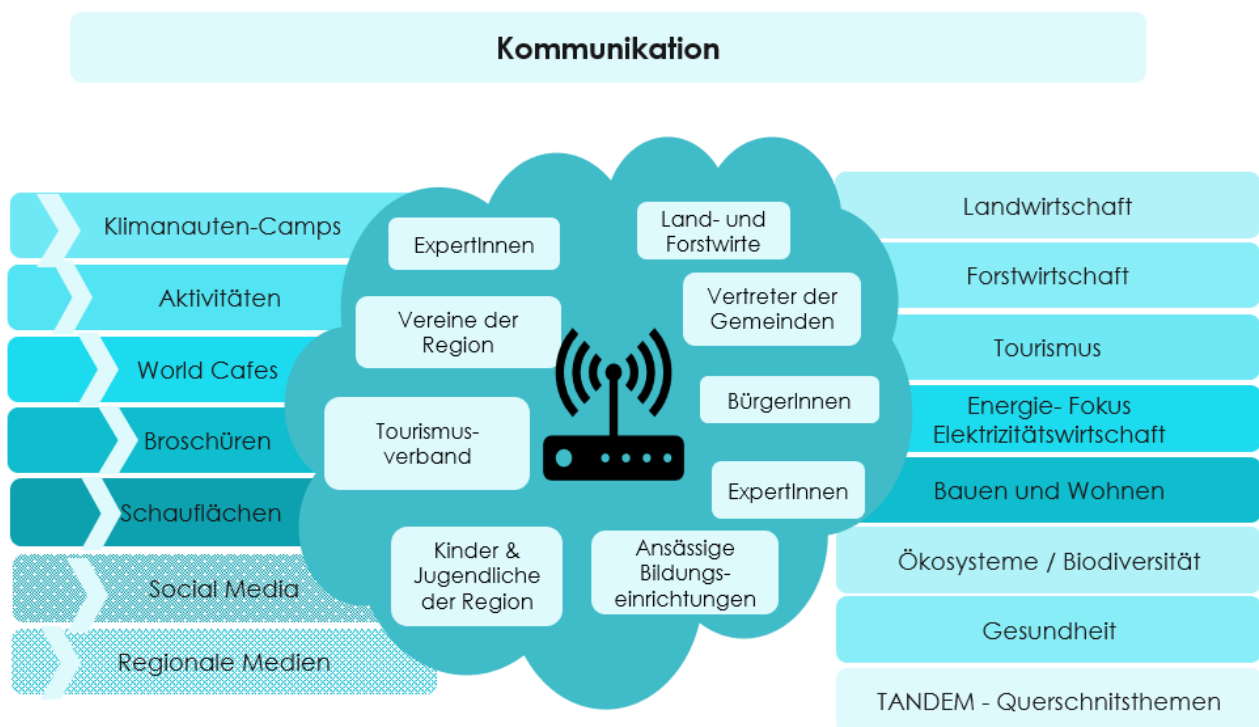 Kommunikation
Klimanauten-Camps
Aktivitäten
World Cafes
Broschüren
Schauflächen
Social Media
Regionale Medien
ExpertInnen
Vereine der
Region
Tourismus-
verband
Kinder &
Jugendliche
der Region
Land- und
Forstwirte
Vertreter der
Gemeinden
BürgerInnen
ExpertInnen
Ansässige
Bildungs-
einrichtungen
Landwirtschaft
Forstwirtschaft
Tourismus
Energie- Fokus
Elektrizitätswirtschaft
Bauen und Wohnen
Ökosysteme / Biodiversität
Gesundheit
TANDEM - Querschnitsthemen